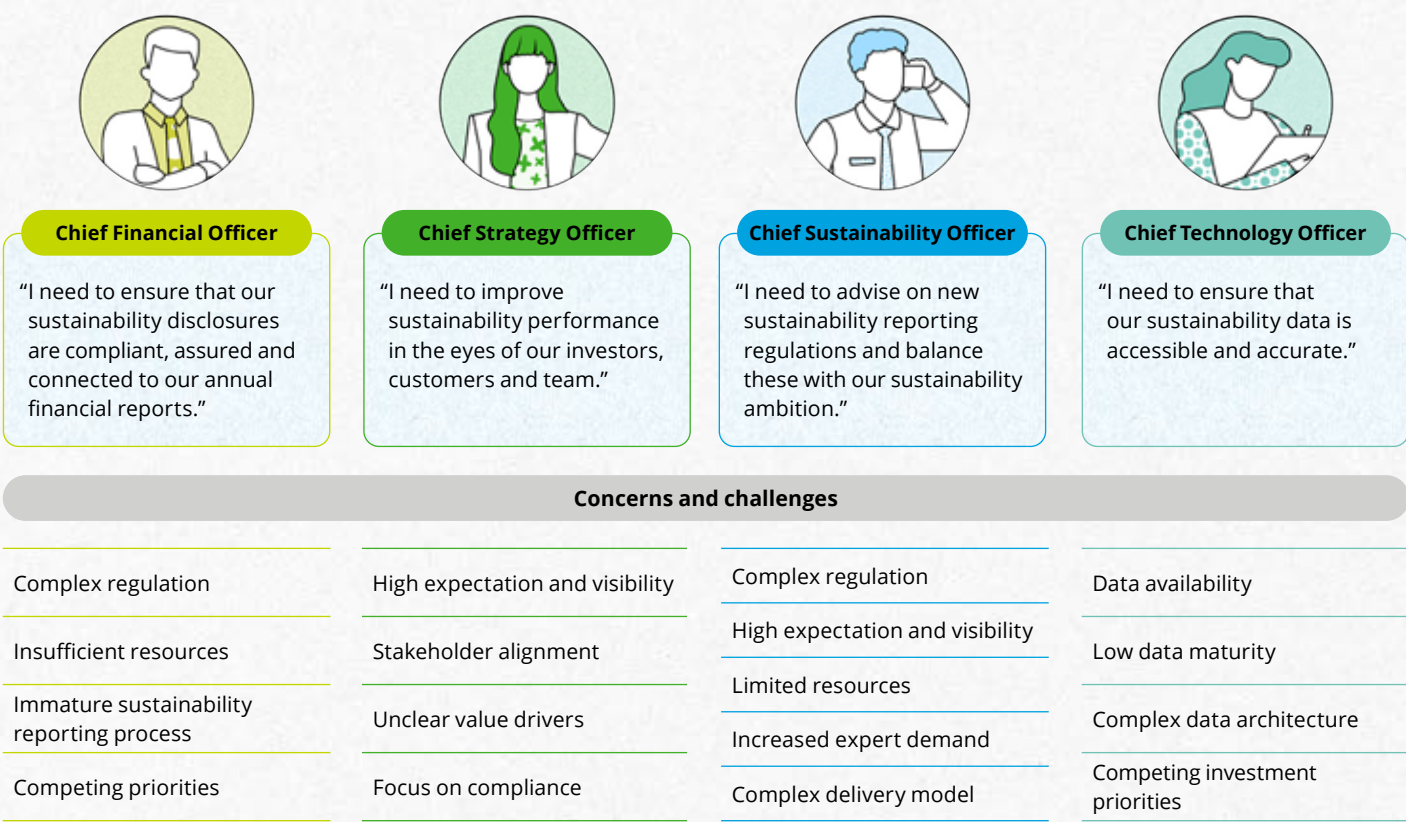 Chief Financial Officer
“I need to ensure that our
sustainability disclosures
are compliant, assured and
connected to our annual
financial reports.”
Chief Strategy Officer
“I need to improve
sustainability performance
in the eyes of our investors,
customers and team.”
Chief Sustainability Officer
“I need to advise on new
sustainability reporting
regulations and balance
these with our sustainability
ambition.”
Chief Technology Officer
“I need to ensure that
our sustainability data is
accessible and accurate.”
Concerns and challenges
Complex regulation
Insufficient resources
Immature sustainability
reporting process
Competing priorities
High expectation and visibility
Stakeholder alignment
Unclear value drivers
Focus on compliance
Complex regulation
High expectation and visibility
Limited resources
Increased expert demand
Complex delivery model
Data availability
Low data maturity
Complex data architecture
Competing investment
priorities